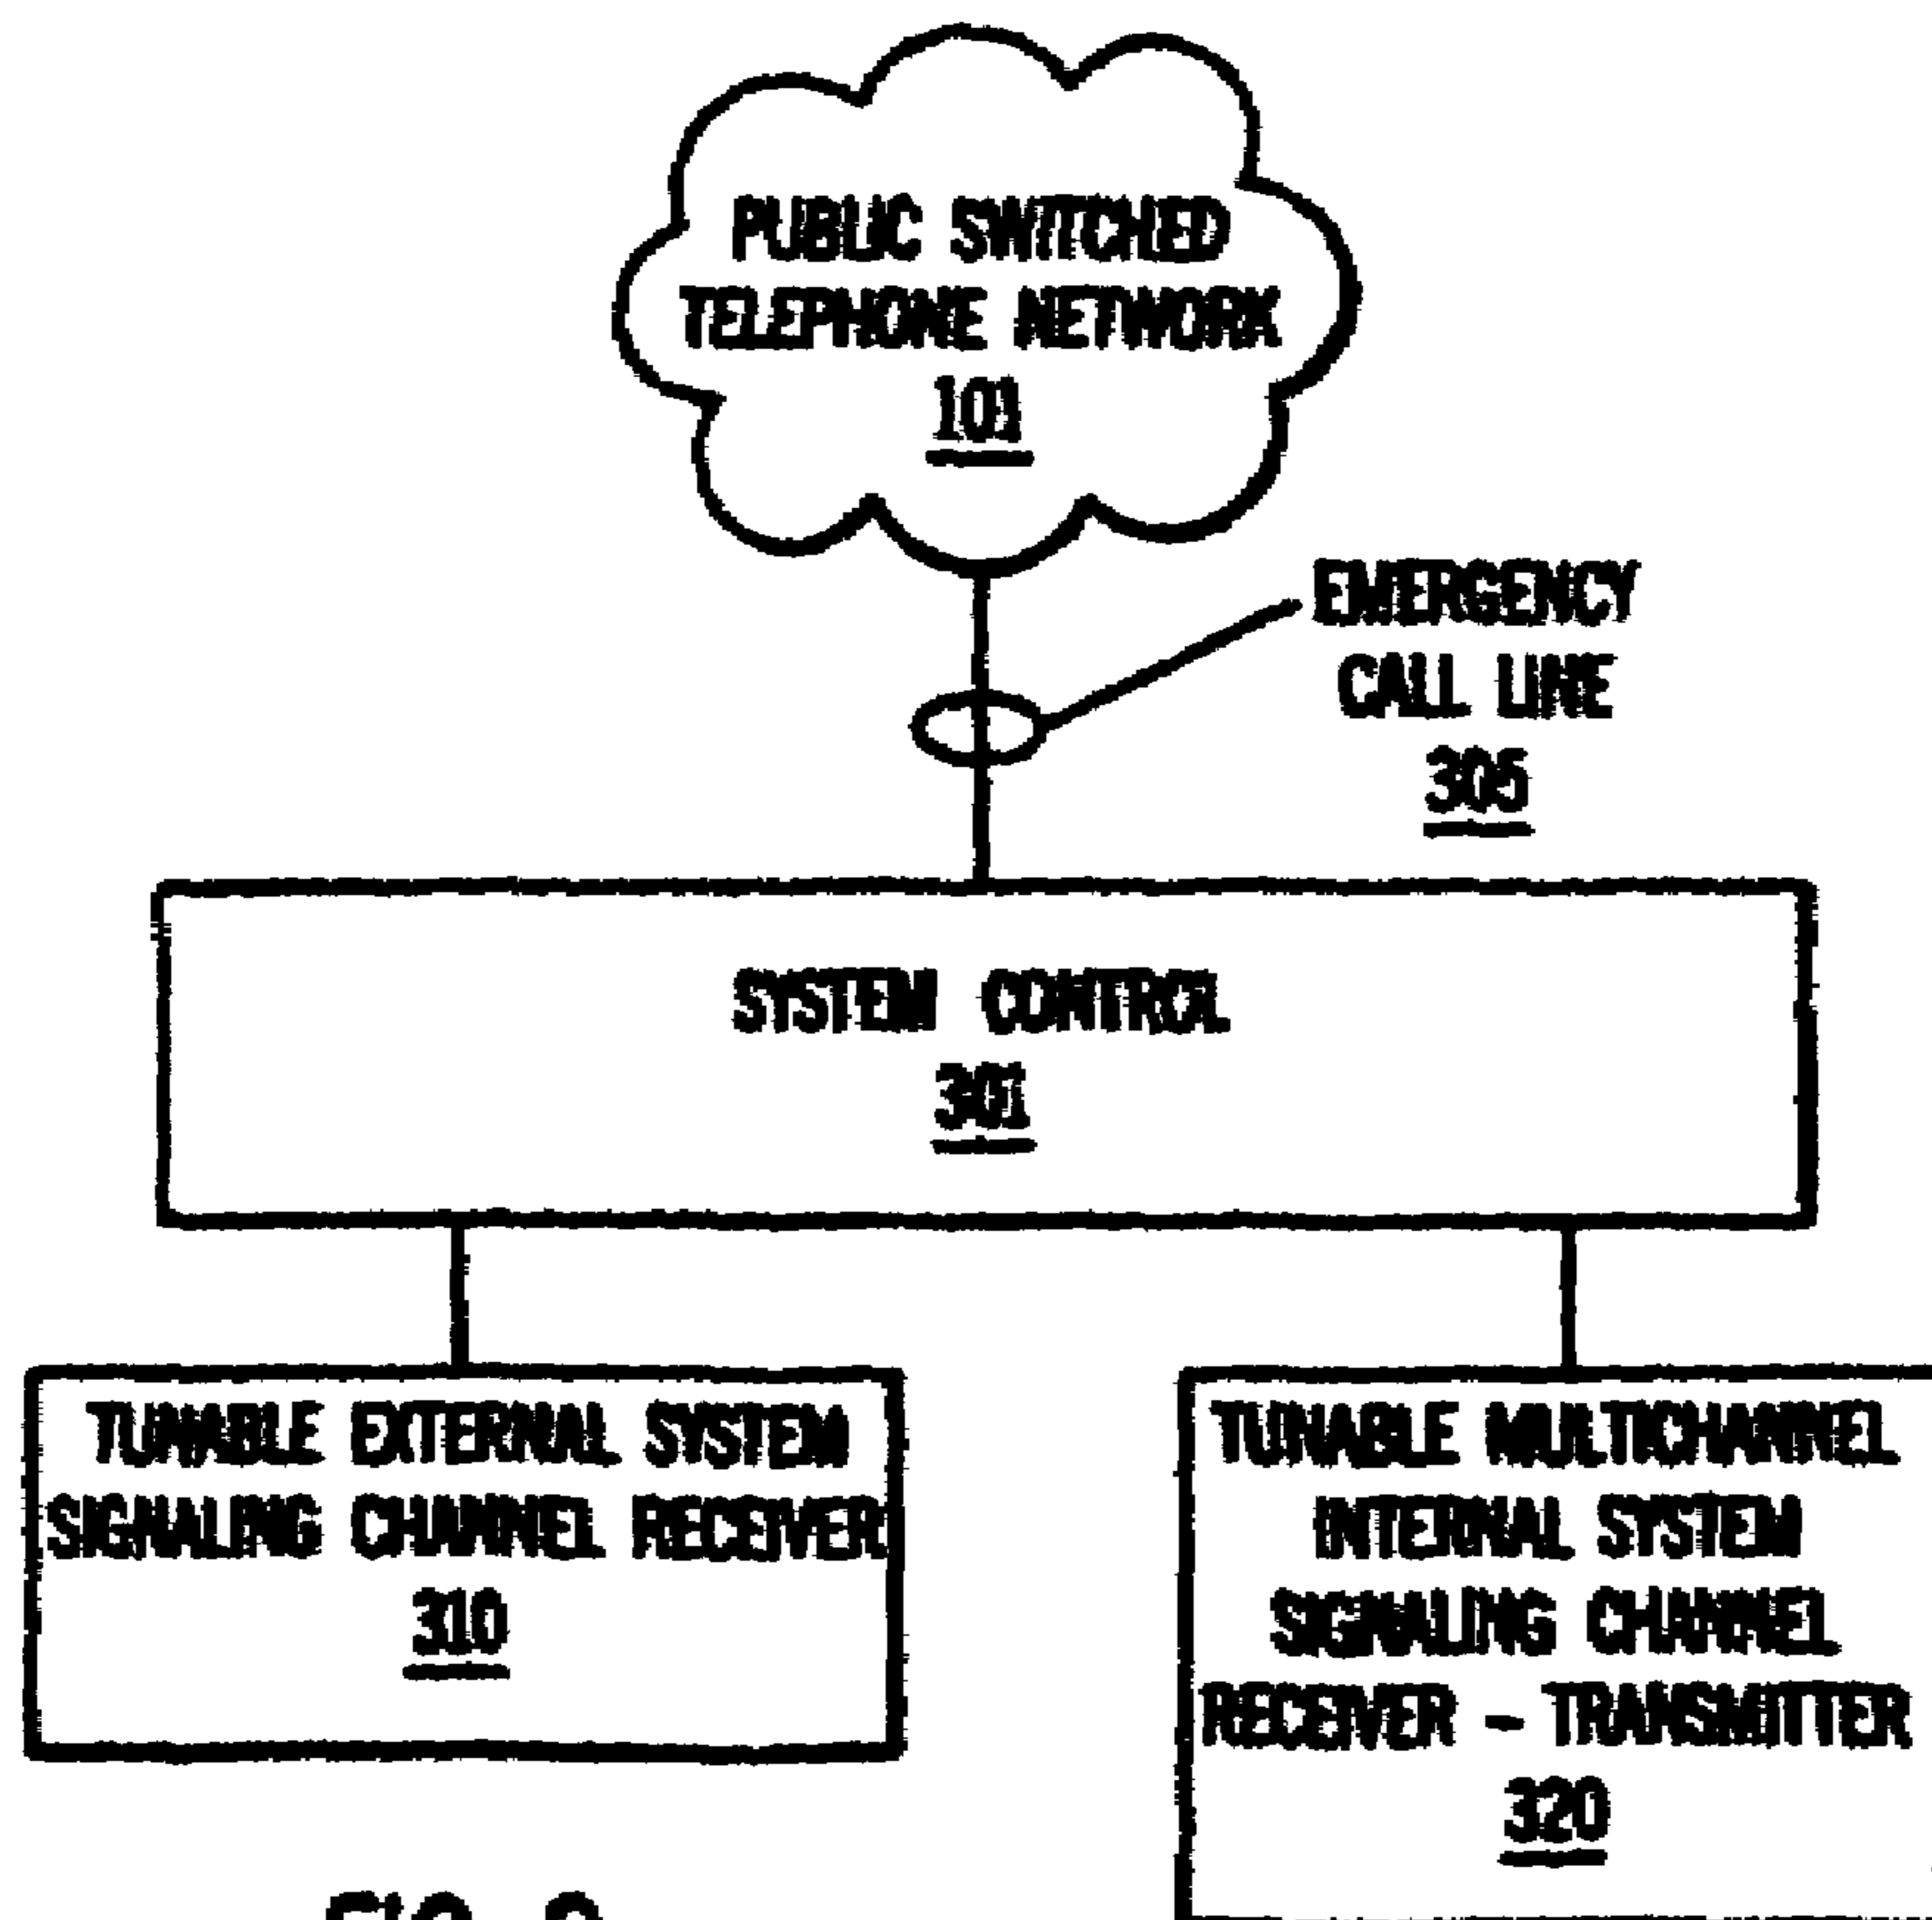 PUBLIC SWITCHED
TELEPHONE NETWORK
101
EMERGENCY
CALL LINE
305
SYSTEM CONTROL
301
TUNABLE EXTERNAL SYSTEM
SIGNALING CHANNEL RECEIVER
310
TUNABLE MULTICHANNEL
INTERNAL SYSTEM
SIGNALING CHANNEL
RECEIVER - TRANSMITTER
320